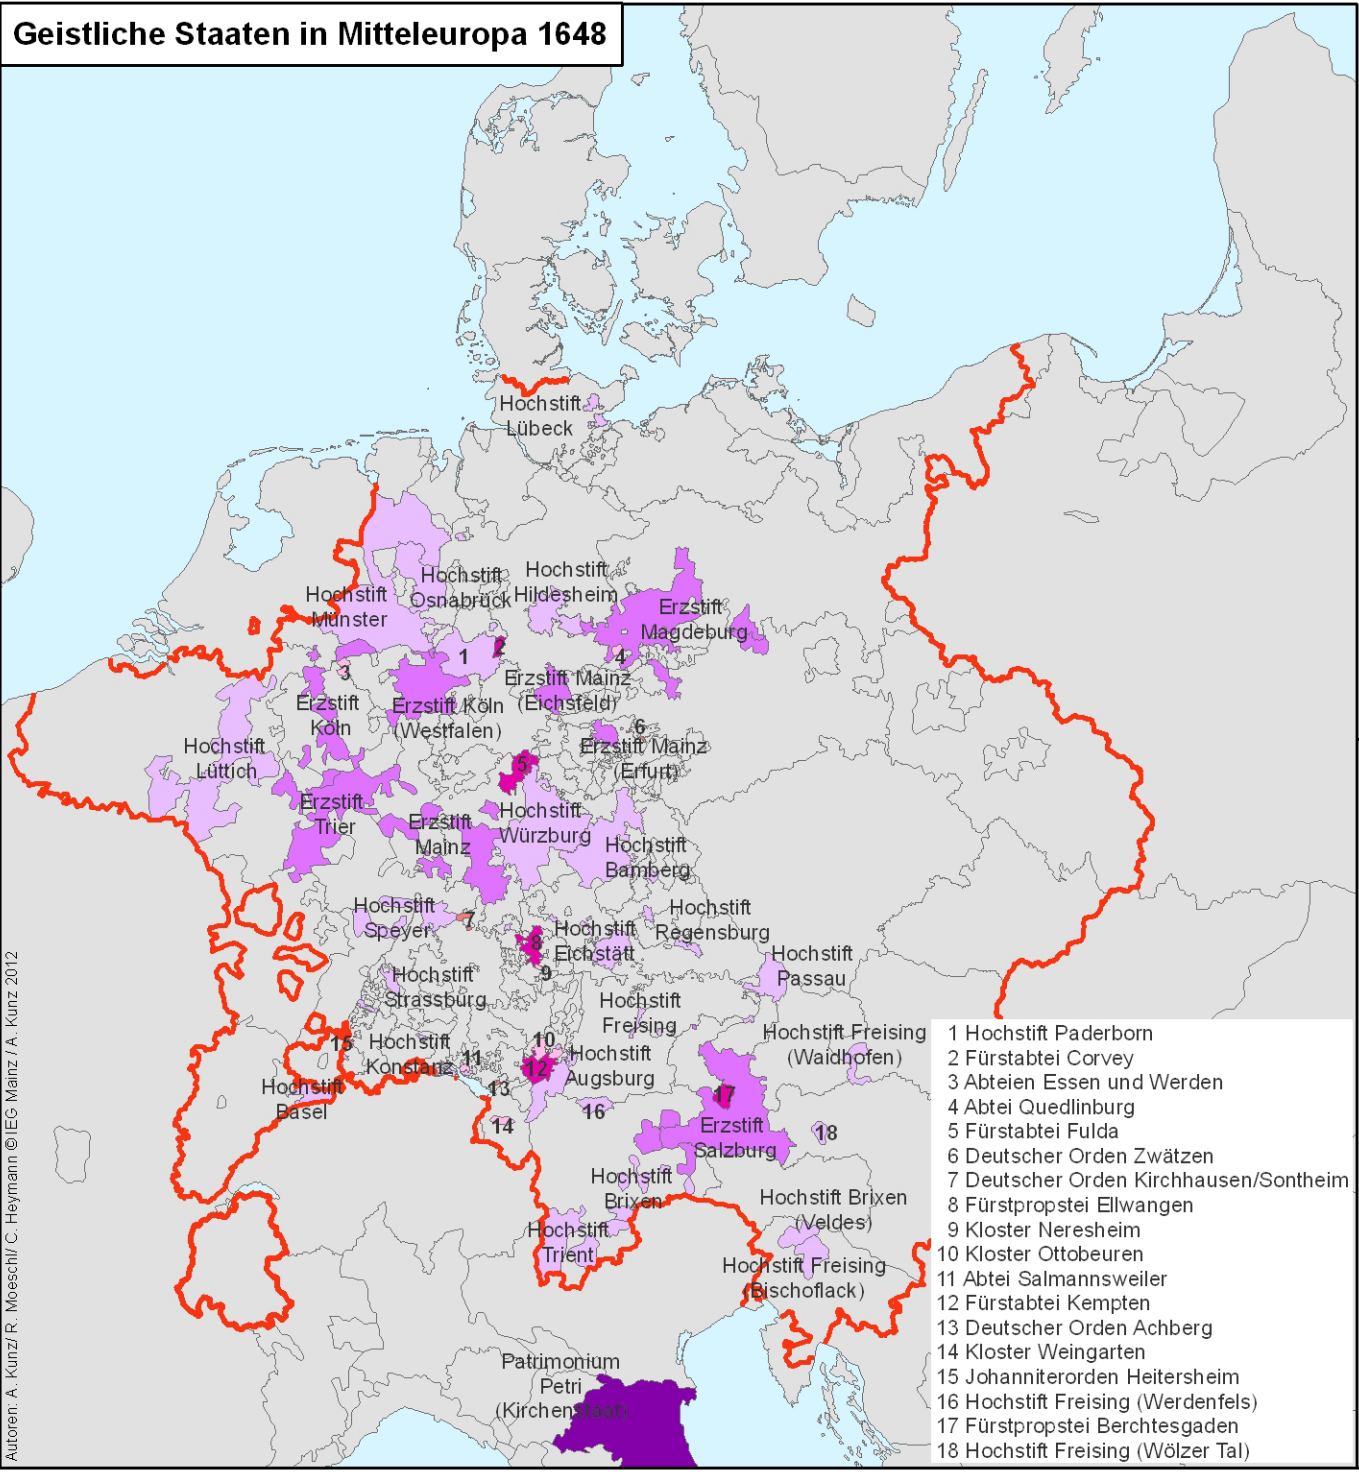 Geistliche Staaten in Mitteleuropa 1648
Hochstift
Lübeck
Hochstift
Osnabrück
Hochstift
Hildesheim
Hochstift
Münster
Erzstift
Magdeburg
1
2
3
4
Erzstift Mainz
(Eichsfeld)
Erzstift
Köln
Erzstift Köln
(Westfalen)
6
Erzstift Mainz
(Erfurt)
Hochstift
Lüttich
5
Erzstift
Trier
Erzstift
Mainz
Hochstift
Würzburg
Hochstift
Bamberg
Hochstift
Speyer
7
8
9
Hochstift
Eichstätt
Hochstift
Regensburg
Hochstift
Passau
Hochstift
Strassburg
Hochstift
Freising
Hochstift Freising
(Waidhofen)
15
Hochstift
Konstanz
11
10
12
Hochstift
Augsburg
13
Hochstift
Basel
14
16
17
Erzstift
Salzburg
18
Hochstift
Brixen
Hochstift Brixen
(Veldes)
Hochstift
Trient
Hochstift Freising
(Bischoflack)
Patrimonium
Petri
(Kirchenstaat)
1 Hochstift Paderborn
2 Fürstabtei Corvey
3 Abteien Essen und Werden
4 Abtei Quedlinburg
5 Fürstabtei Fulda
6 Deutscher Orden Zwätzen
7 Deutscher Orden Kirchhausen/Sontheim
8 Fürstpropstei Ellwangen
9 Kloster Neresheim
10 Kloster Ottobeuren
11 Abtei Salmannsweiler
12 Fürstabtei Kempten
13 Deutscher Orden Achberg
14 Kloster Weingarten
15 Johanniterorden Heitersheim
16 Hochstift Freising (Werdenfels)
17 Fürstpropstei Berchtesgaden
18 Hochstift Freising (Wölzer Tal)
Autoren: A. Kunz/ R. Moeschl/ C. Heymann ©IEG Mainz / A. Kunz 2012